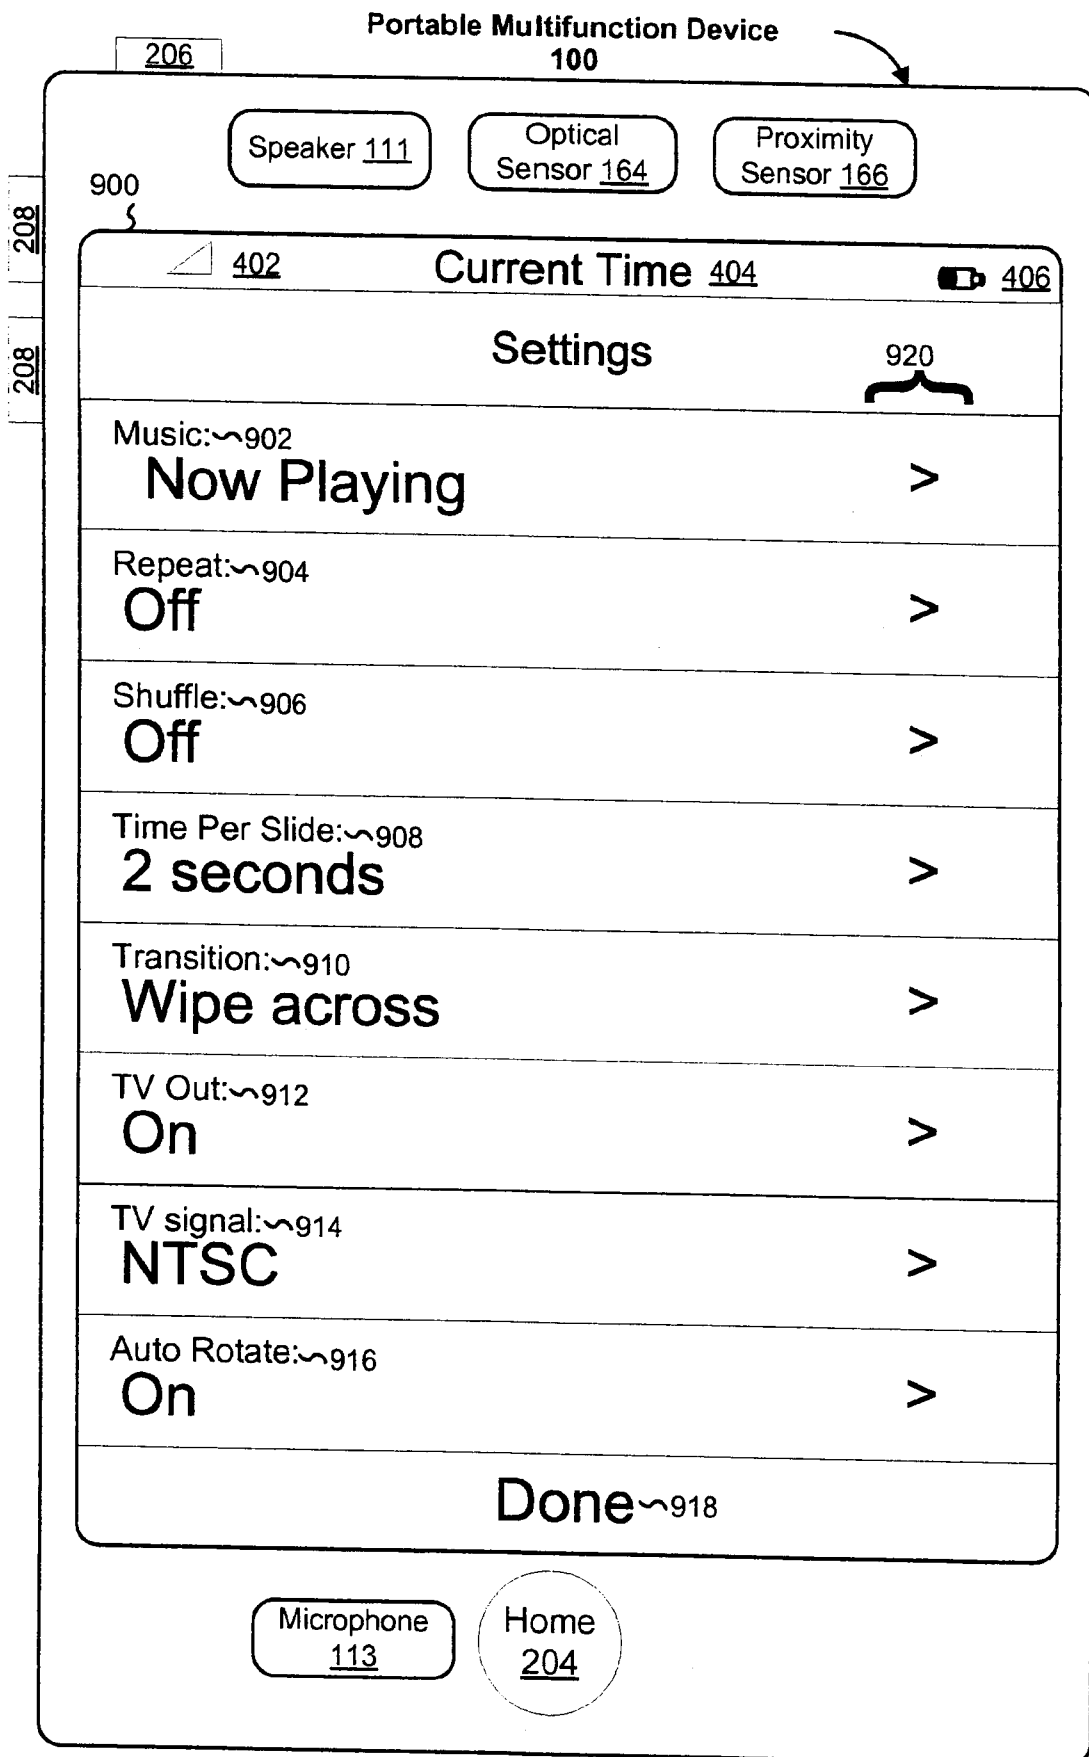 Portable Multifunction Device
100
206
Speaker 111
Optical
Sensor 164
Proximity
Sensor 166
900
208
208
402
Current Time 404
406
Settings
920
Music: 902
Now Playing
>
Repeat: 904
Off
>
Shuffle: 906
Off
>
Time Per Slide: 908
2 seconds
>
Transition: 910
Wipe across
>
TV Out: 912
On
>
TV signal: 914
NTSC
>
Auto Rotate: 916
On
>
Done 918
Microphone
113
Home
204